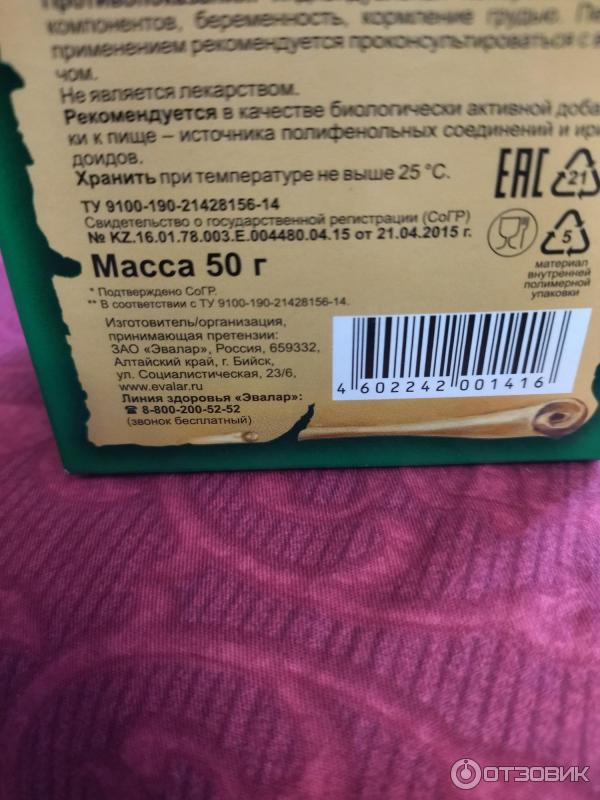 компонентов, беременность, кормление грудью. Пе
применением рекомендуется проконсультироваться с в
чом.
Не является лекарством.
Рекомендуется в качестве биологически активной добав
ки к пище – источника полифенольных соединений и ири
доидов.
Хранить при температуре не выше 25 °С.
EAC
21
ТУ 9100-190-21428156-14
Свидетельство о государственной регистрации (СоГР)
№ KZ.16.01.78.003.Е.004480.04.15 от 21.04.2015 г.
5
Масса 50 г
материал
внутренней
полимерной
упаковки
* Подтверждено СоГР.
** В соответствии с ТУ 9100-190-21428156-14.
Изготовитель/организация,
принимающая претензии:
ЗАО «Эвалар», Россия, 659332,
Алтайский край, г. Бийск,
ул. Социалистическая, 23/6,
www.evalar.ru
Линия здоровья «Эвалар»:
☎ 8-800-200-52-52
(звонок бесплатный)
4 602242 001416
ОТЗОВИК